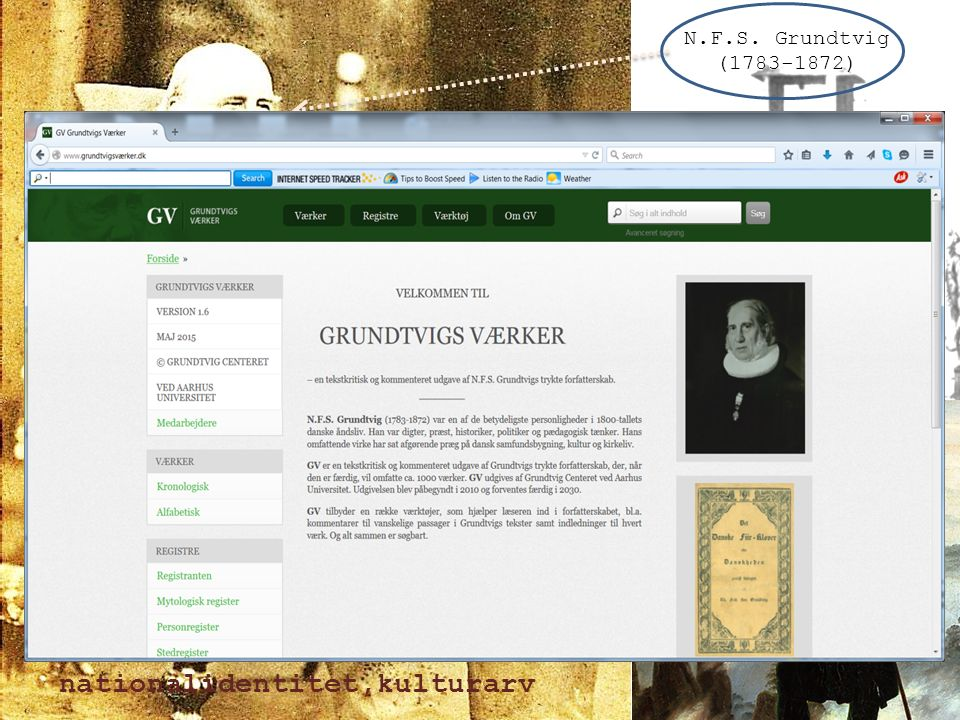 N.F.S. Grundtvig
(1783-1872)
GV Grundtvigs Værker
www.grundtvigsværker.dk
Search
Search
INTERNET SPEED TRACKER
Tips to Boost Speed
Listen to the Radio
Weather
Ask
GV GRUNDTVIGS VÆRKER
Værker
Registre
Værktøj
Om GV
Søg i alt indhold
Søg
Avanceret søgning
Forside »
GRUNDTVIGS VÆRKER
VERSION 1.6
MAJ 2015
© GRUNDTVIG CENTERET
VED AARHUS
UNIVERSITET
Medarbejdere
VÆRKER
Kronologisk
Alfabetisk
REGISTRE
Registranten
Mytologisk register
Personregister
Stedregister
VELKOMMEN TIL
GRUNDTVIGS VÆRKER
– en tekstkritisk og kommenteret udgave af N.F.S. Grundtvigs trykte forfatterskab.
N.F.S. Grundtvig (1783-1872) var en af de betydeligste personligheder i 1800-tallets
danske åndsliv. Han var digter, præst, historiker, politiker og pædagogisk tænker. Hans
omfattende virke har sat afgørende præg på dansk samfundsbygning, kultur og kirkeliv.
GV er en tekstkritisk og kommenteret udgave af Grundtvigs trykte forfatterskab, der, når
den er færdig, vil omfatte ca. 1000 værker. GV udgives af Grundtvig Centeret ved Aarhus
Universitet. Udgivelsen blev påbegyndt i 2010 og forventes færdig i 2030.
GV tilbyder en række værktøjer, som hjælper læseren ind i forfatterskabet, bl.a.
kommentarer til vanskelige passager i Grundtvigs tekster samt indledninger til hvert
værk. Og alt sammen er søgbart.
Det
Danske Fiir-Kløver
eller
Danskheden
nationalidentitet,kulturarv